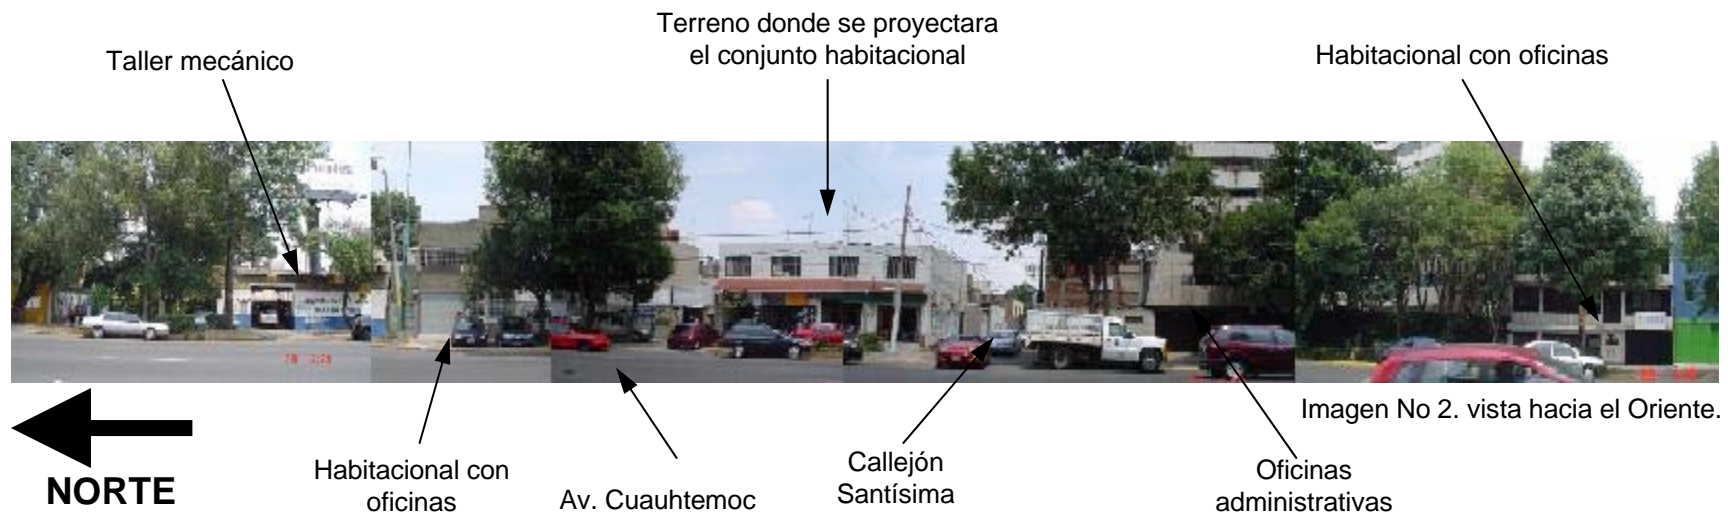 Terreno donde se proyectara
el conjunto habitacional
Taller mecánico
Habitacional con oficinas
Imagen No 2. vista hacia el Oriente.
NORTE
Habitacional con
oficinas
Av. Cuauhtemoc
Callejón
Santísima
Oficinas
administrativas